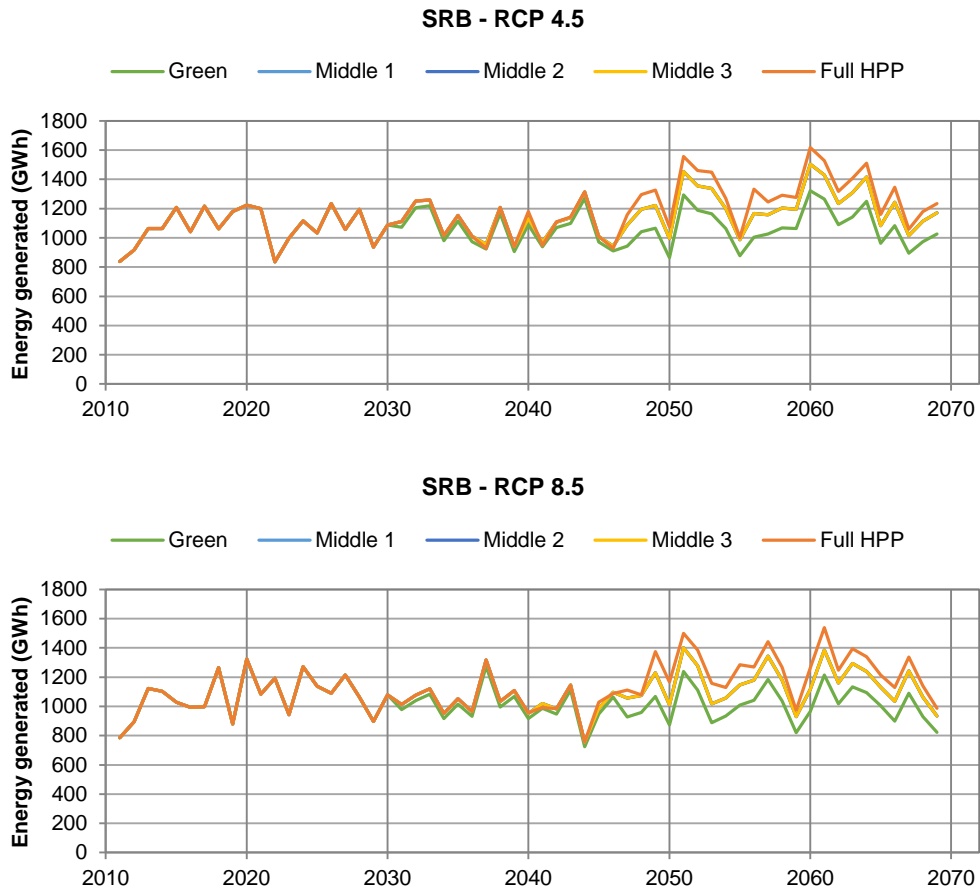 SRB - RCP 4.5
Green Middle 1 Middle 2 Middle 3 Full HPP
Energy generated (GWh)
1800
1600
1400
1200
1000
800
600
400
200
0
2010 2020 2030 2040 2050 2060 2070
SRB - RCP 8.5
Green Middle 1 Middle 2 Middle 3 Full HPP
Energy generated (GWh)
1800
1600
1400
1200
1000
800
600
400
200
0
2010 2020 2030 2040 2050 2060 2070